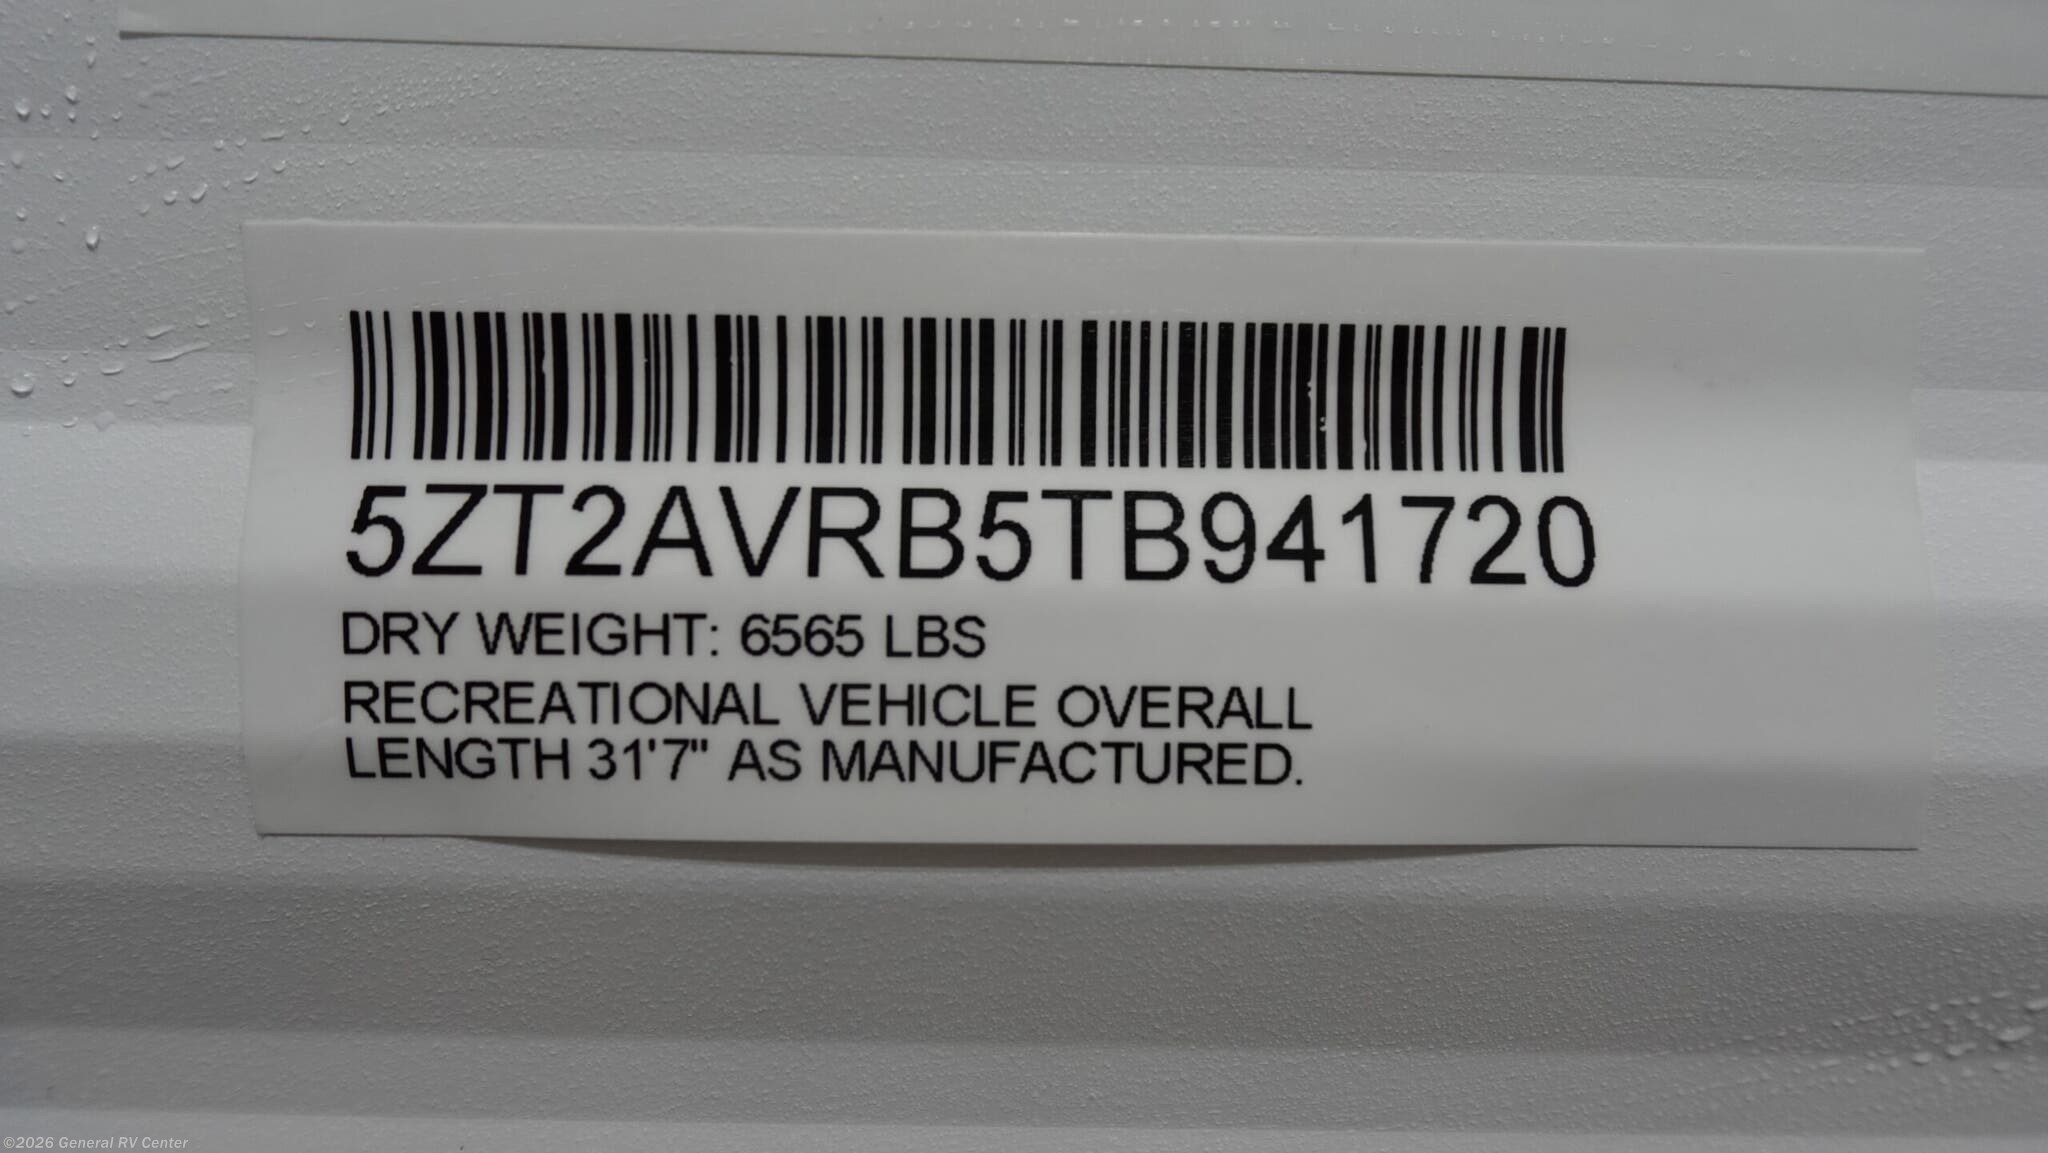 5ZT2AVRB5TB941720
DRY WEIGHT: 6565 LBS
RECREATIONAL VEHICLE OVERALL
LENGTH 31'7" AS MANUFACTURED.
©2026 General RV Center